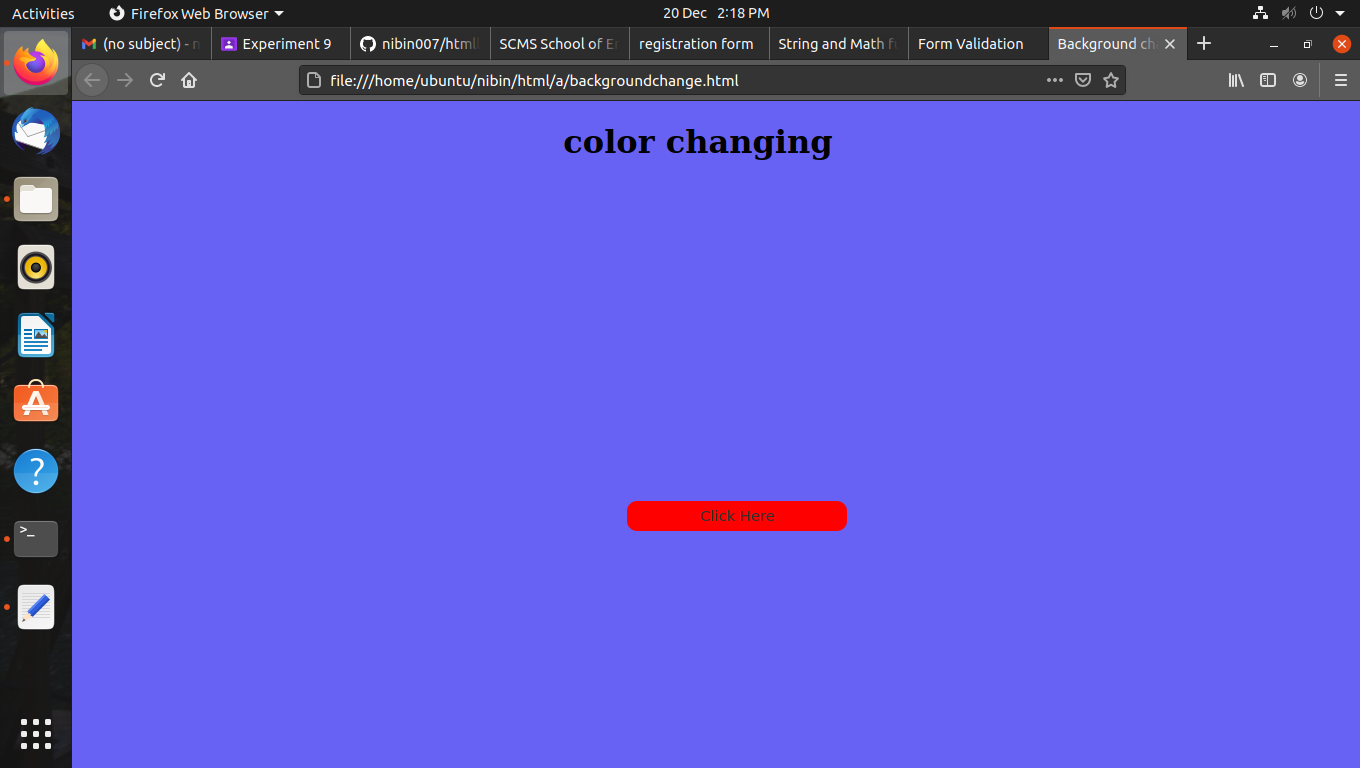 Activities Firefox Web Browser 20 Dec 2:18 PM
(no subject) - Experiment 9 nibin007/html SCMS School of registration form String and Math Form Validation Background
file:///home/ubuntu/nibin/html/a/backgroundchange.html
color changing
Click Here